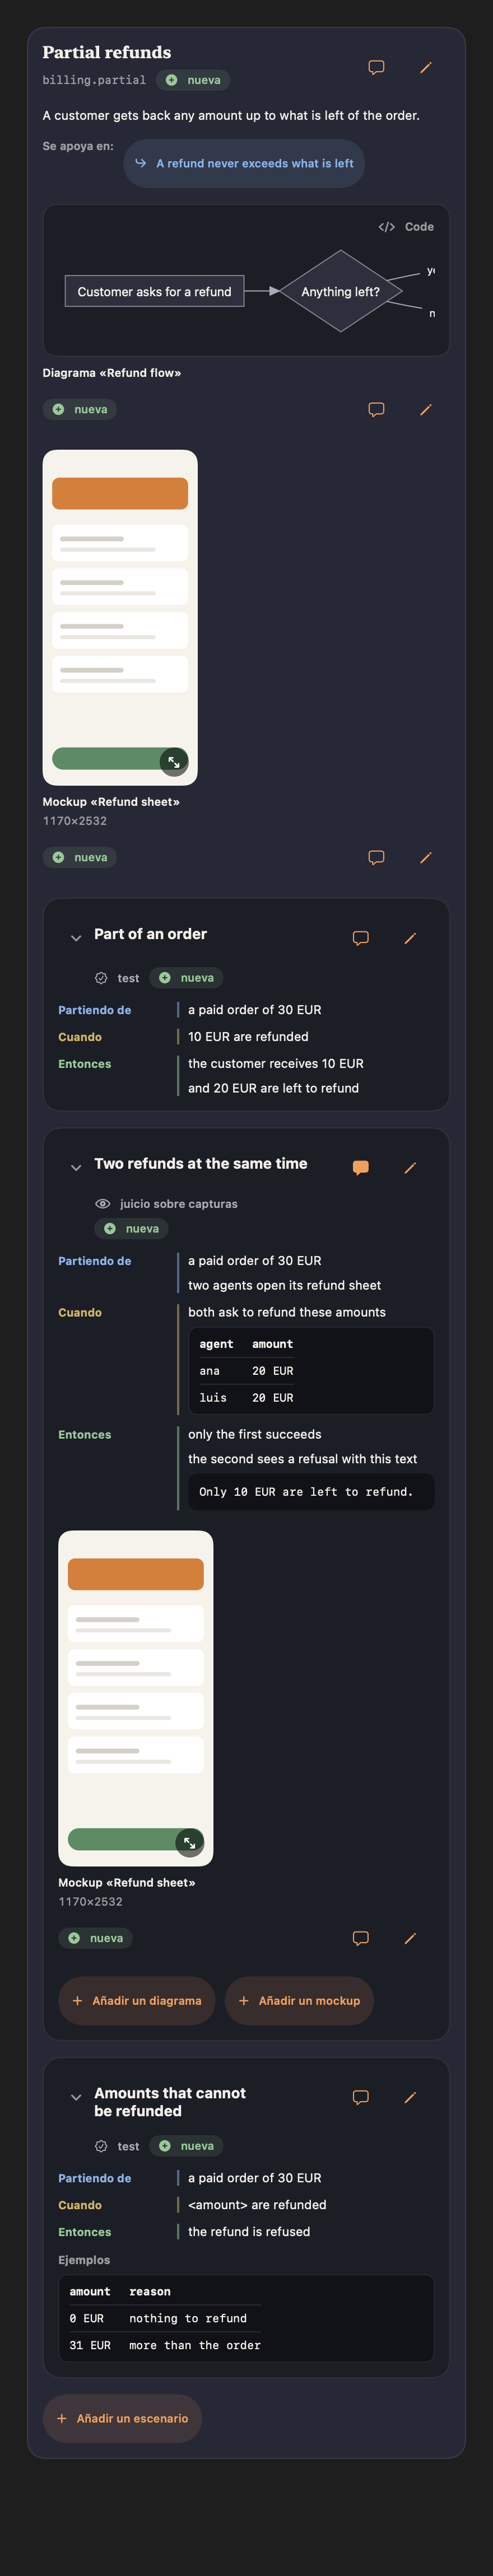 Partial refunds
billing.partial nueva
A customer gets back any amount up to what is left of the order.
Se apoya en: A refund never exceeds what is left
</> Code
Customer asks for a refund
Anything left?
Diagrama «Refund flow»
nueva
Mockup «Refund sheet»
1170×2532
nueva
Part of an order
test nueva
Partiendo de a paid order of 30 EUR
Cuando 10 EUR are refunded
Entonces the customer receives 10 EUR
and 20 EUR are left to refund
Two refunds at the same time
juicio sobre capturas
nueva
Partiendo de a paid order of 30 EUR
two agents open its refund sheet
Cuando both ask to refund these amounts
agent amount
ana 20 EUR
luis 20 EUR
Entonces only the first succeeds
the second sees a refusal with this text
Only 10 EUR are left to refund.
Mockup «Refund sheet»
1170×2532
nueva
+ Añadir un diagrama + Añadir un mockup
Amounts that cannot
be refunded
test nueva
Partiendo de a paid order of 30 EUR
Cuando <amount> are refunded
Entonces the refund is refused
Ejemplos
amount reason
0 EUR nothing to refund
31 EUR more than the order
+ Añadir un escenario